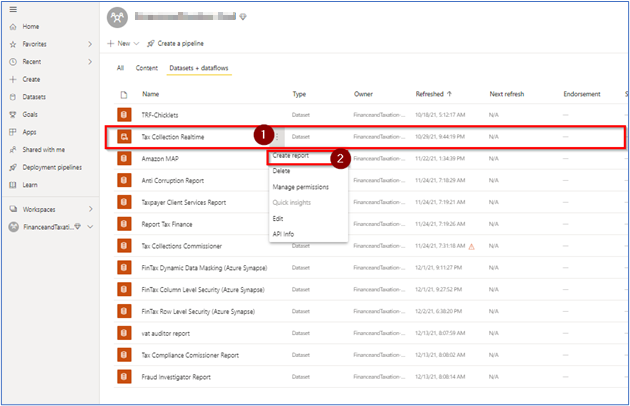 Home
Favorites
Recent
Create
Datasets
Goals
Apps
Shared with me
Deployment pipelines
Learn
Workspaces
FinanceandTaxati...
+ New
Create a pipeline
All Content Datasets + dataflows
Name Type Owner Refreshed Next refresh Endorsement S
TRF-Chicklets Dataset FinanceandTaxation-... 10/18/21, 5:12:17 AM N/A —
Tax Collection Realtime 1 Dataset FinanceandTaxation-... 10/29/21, 9:44:19 PM N/A —
Amazon MAP FinanceandTaxation-... 11/22/21, 1:34:39 PM N/A —
Anti Corruption Report FinanceandTaxation-... 11/24/21, 7:18:29 AM N/A —
Taxpayer Client Services Report FinanceandTaxation-... 11/24/21, 7:19:21 AM N/A —
Report Tax Finance FinanceandTaxation-... 11/24/21, 7:19:26 AM N/A —
Tax Collections Commissioner Dataset FinanceandTaxation-... 11/24/21, 7:31:18 AM N/A —
FinTax Dynamic Data Masking (Azure Synapse) Dataset FinanceandTaxation-... 12/1/21, 9:11:27 PM N/A —
FinTax Column Level Security (Azure Synapse) Dataset FinanceandTaxation-... 12/1/21, 9:27:52 PM N/A —
FinTax Row Level Security (Azure Synapse) Dataset FinanceandTaxation-... 12/2/21, 6:38:20 PM N/A —
vat auditor report Dataset FinanceandTaxation-... 12/13/21, 8:07:59 AM N/A —
Tax Compliance Comissioner Report Dataset FinanceandTaxation-... 12/13/21, 8:08:02 AM N/A —
Fraud Investigator Report Dataset FinanceandTaxation-... 12/13/21, 8:08:14 AM N/A —
Create report 2
Delete
Manage permissions
Quick insights
Edit
API Info